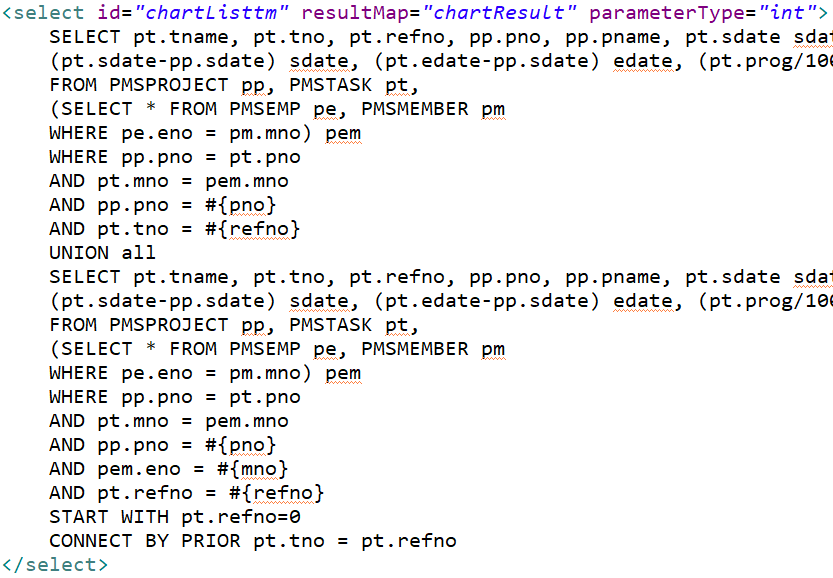 <select id="chartListtm" resultMap="chartResult" parameterType="int">
SELECT pt.tname, pt.tno, pt.refno, pp.pno, pp.pname, pt.sdate
(pt.sdate-pp.sdate) sdate, (pt.edate-pp.sdate) edate, (pt.prog/100
FROM PMSPROJECT pp, PMSTASK pt,
(SELECT * FROM PMSEMP pe, PMSMEMBER pm
WHERE pe.eno = pm.mno) pem
WHERE pp.pno = pt.pno
AND pt.mno = pem.mno
AND pp.pno = #{pno}
AND pt.tno = #{refno}
UNION all
SELECT pt.tname, pt.tno, pt.refno, pp.pno, pp.pname, pt.sdate
(pt.sdate-pp.sdate) sdate, (pt.edate-pp.sdate) edate, (pt.prog/100
FROM PMSPROJECT pp, PMSTASK pt,
(SELECT * FROM PMSEMP pe, PMSMEMBER pm
WHERE pe.eno = pm.mno) pem
WHERE pp.pno = pt.pno
AND pt.mno = pem.mno
AND pp.pno = #{pno}
AND pem.eno = #{mno}
AND pt.refno = #{refno}
START WITH pt.refno=0
CONNECT BY PRIOR pt.tno = pt.refno
</select>